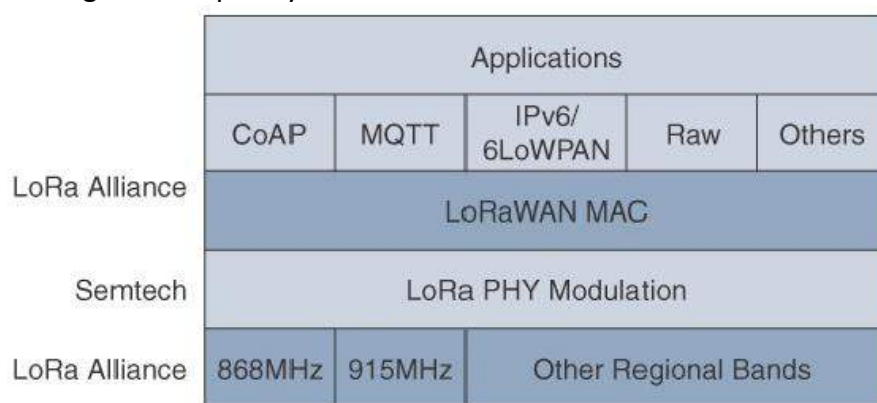 Applications
CoAP MQTT IPv6/ 6LoWPAN Raw Others
LoRa Alliance LoRaWAN MAC
Semtech LoRa PHY Modulation
LoRa Alliance 868MHz 915MHz Other Regional Bands